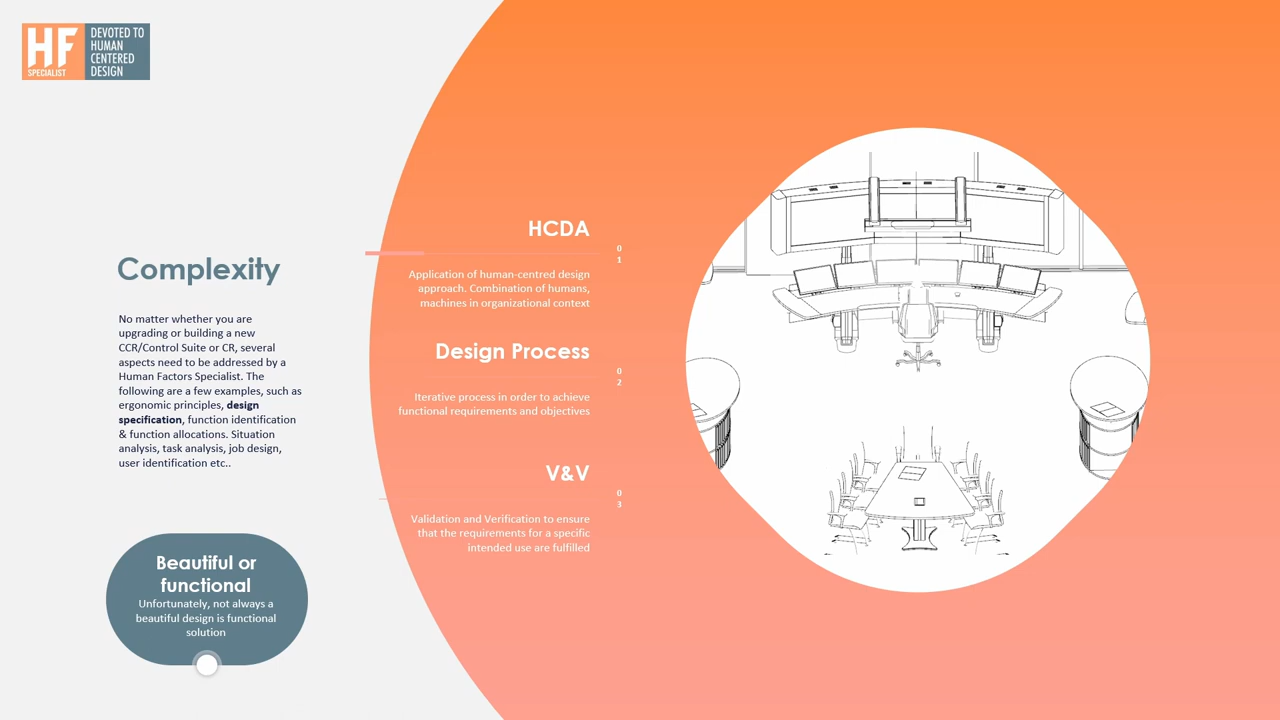 HF
SPECIALIST
DEVOTED TO
HUMAN
CENTERED
DESIGN
Complexity
No matter whether you are
upgrading or building a new
CCR/Control Suite or CR, several
aspects need to be addressed by a
Human Factors Specialist. The
following are a few examples, such as
ergonomic principles, design
specification, function identification
& function allocations. Situation
analysis, task analysis, job design,
user identification etc..
Beautiful or
functional
Unfortunately, not always a
beautiful design is functional
solution
HCDA
0
1
Application of human-centred design
approach. Combination of humans,
machines in organizational context
Design Process
0
2
Iterative process in order to achieve
functional requirements and objectives
V&V
0
3
Validation and Verification to ensure
that the requirements for a specific
intended use are fulfilled